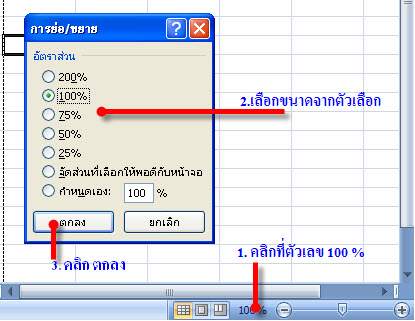 การย่อ/ขยาย
อัตราส่วน
200%
100%
75%
50%
25%
จัดส่วนที่เลือกให้พอดีกับหน้าจอ
กำหนดเอง: 100 %
ตกลง ยกเลิก
2.เลือกขนาดจากตัวเลือก
3. คลิก ตกลง
1. คลิกที่ตัวเลข 100 %
100%